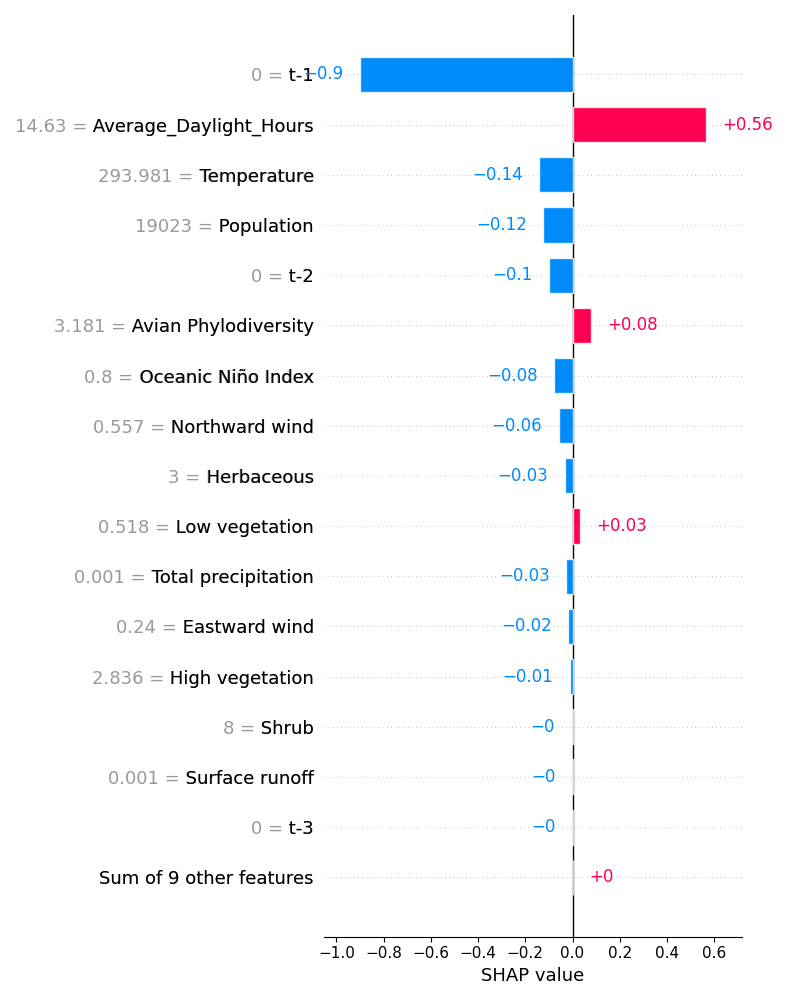 0 = t-1 −0.9
14.63 = Average_Daylight_Hours +0.56
293.981 = Temperature −0.14
19023 = Population −0.12
0 = t-2 −0.1
3.181 = Avian Phylodiversity +0.08
0.8 = Oceanic Niño Index −0.08
0.557 = Northward wind −0.06
3 = Herbaceous −0.03
0.518 = Low vegetation +0.03
0.001 = Total precipitation −0.03
0.24 = Eastward wind −0.02
2.836 = High vegetation −0.01
8 = Shrub −0
0.001 = Surface runoff −0
0 = t-3 −0
Sum of 9 other features +0
−1.0 −0.8 −0.6 −0.4 −0.2 0.0 0.2 0.4 0.6
SHAP value